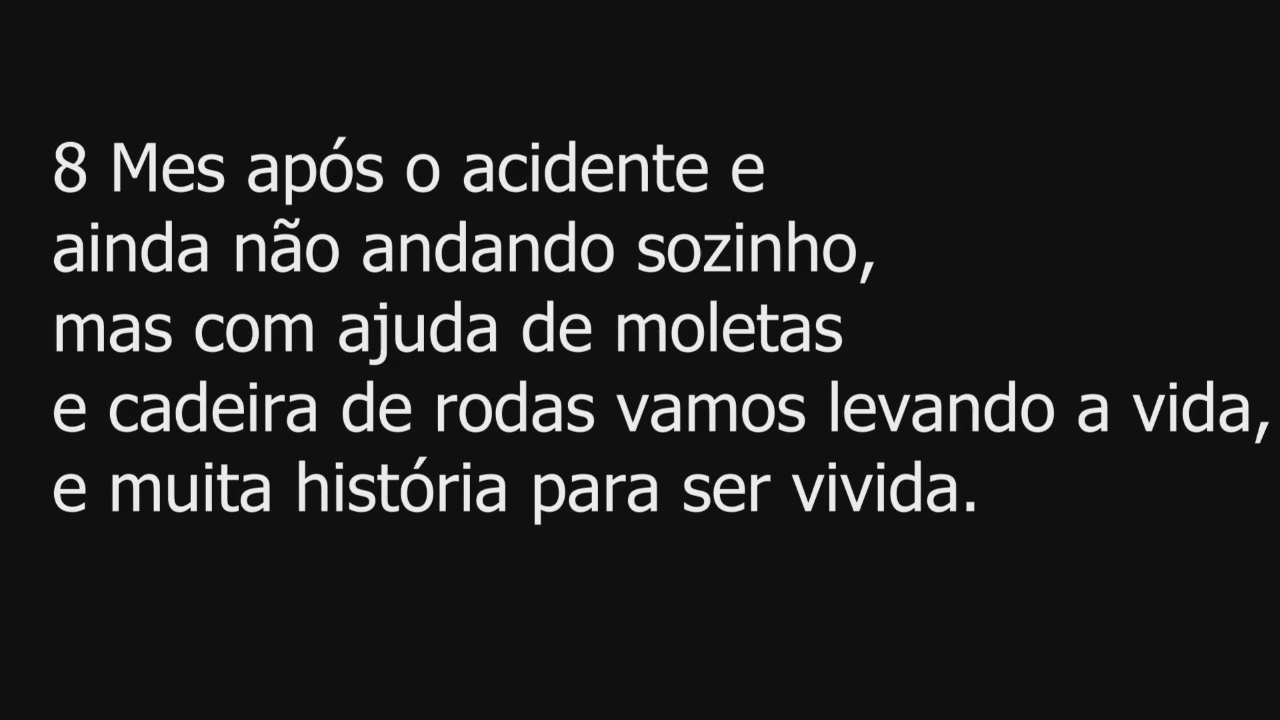 8 Mes após o acidente e
ainda não andando sozinho,
mas com ajuda de moletas
e cadeira de rodas vamos levando a vida,
e muita história para ser vivida.